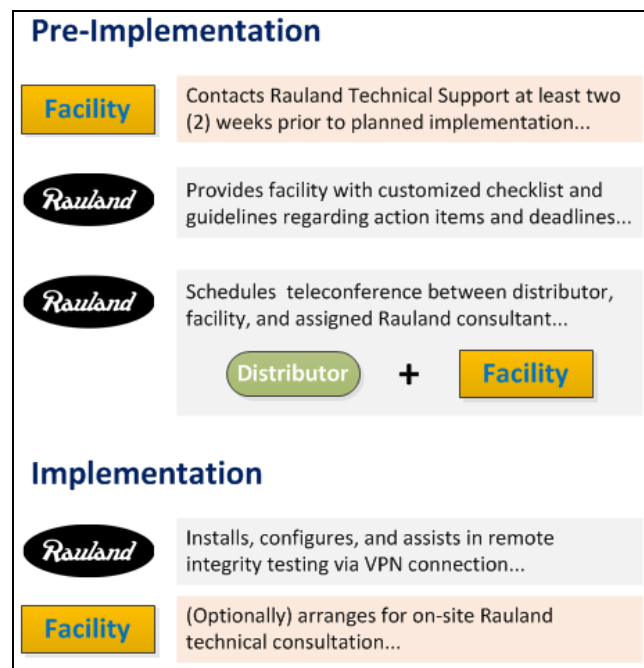 Pre-Implementation
Facility
Contacts Rauland Technical Support at least two
(2) weeks prior to planned implementation...
Rauland
Provides facility with customized checklist and
guidelines regarding action items and deadlines...
Rauland
Schedules teleconference between distributor,
facility, and assigned Rauland consultant...
Distributor + Facility
Implementation
Rauland
Installs, configures, and assists in remote
integrity testing via VPN connection...
Facility
(Optionally) arranges for on-site Rauland
technical consultation...